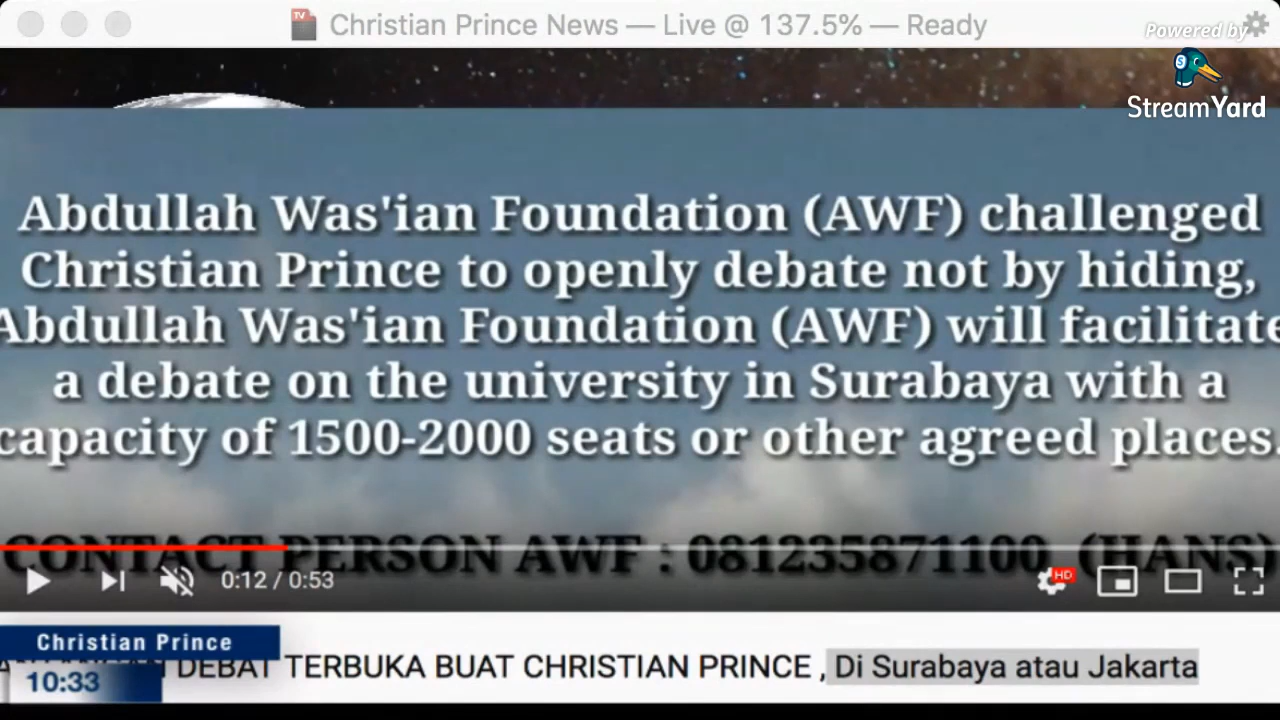 TV
Christian Prince News — Live @ 137.5% — Ready
Powered by
S
StreamYard
Abdullah Was'ian Foundation (AWF) challenged
Christian Prince to openly debate not by hiding,
Abdullah Was'ian Foundation (AWF) will facilitate
a debate on the university in Surabaya with a
capacity of 1500-2000 seats or other agreed places.
CONTACT PERSON AWF : 081235871100 (HANS)
0:12 / 0:53
HD
Christian Prince
DEBAT TERBUKA BUAT CHRISTIAN PRINCE , Di Surabaya atau Jakarta
10:33